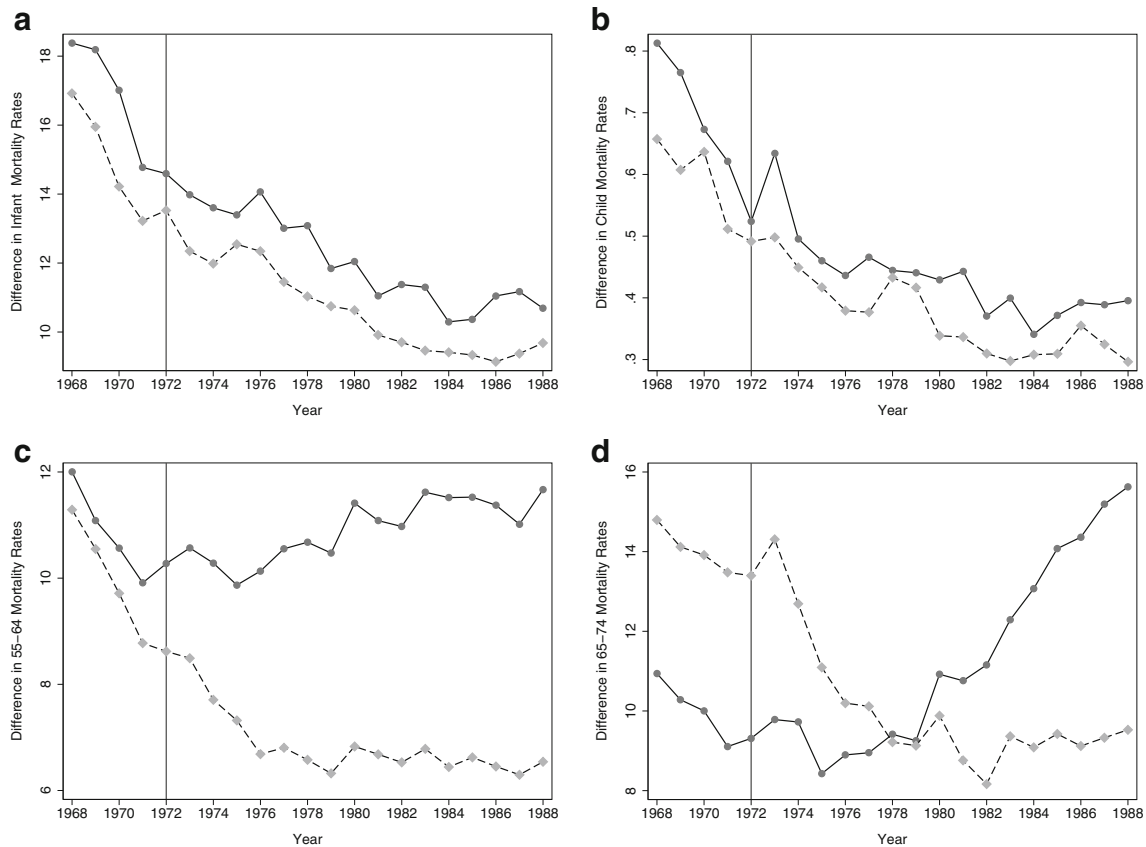 a
Difference in Infant Mortality Rates
18
16
14
12
10
1968 1970 1972 1974 1976 1978 1980 1982 1984 1986 1988
Year
b
Difference in Child Mortality Rates
.8
.7
.6
.5
.4
.3
1968 1970 1972 1974 1976 1978 1980 1982 1984 1986 1988
Year
c
Difference in 55−64 Mortality Rates
12
10
8
6
1968 1970 1972 1974 1976 1978 1980 1982 1984 1986 1988
Year
d
Difference in 65−74 Mortality Rates
16
14
12
10
8
1968 1970 1972 1974 1976 1978 1980 1982 1984 1986 1988
Year